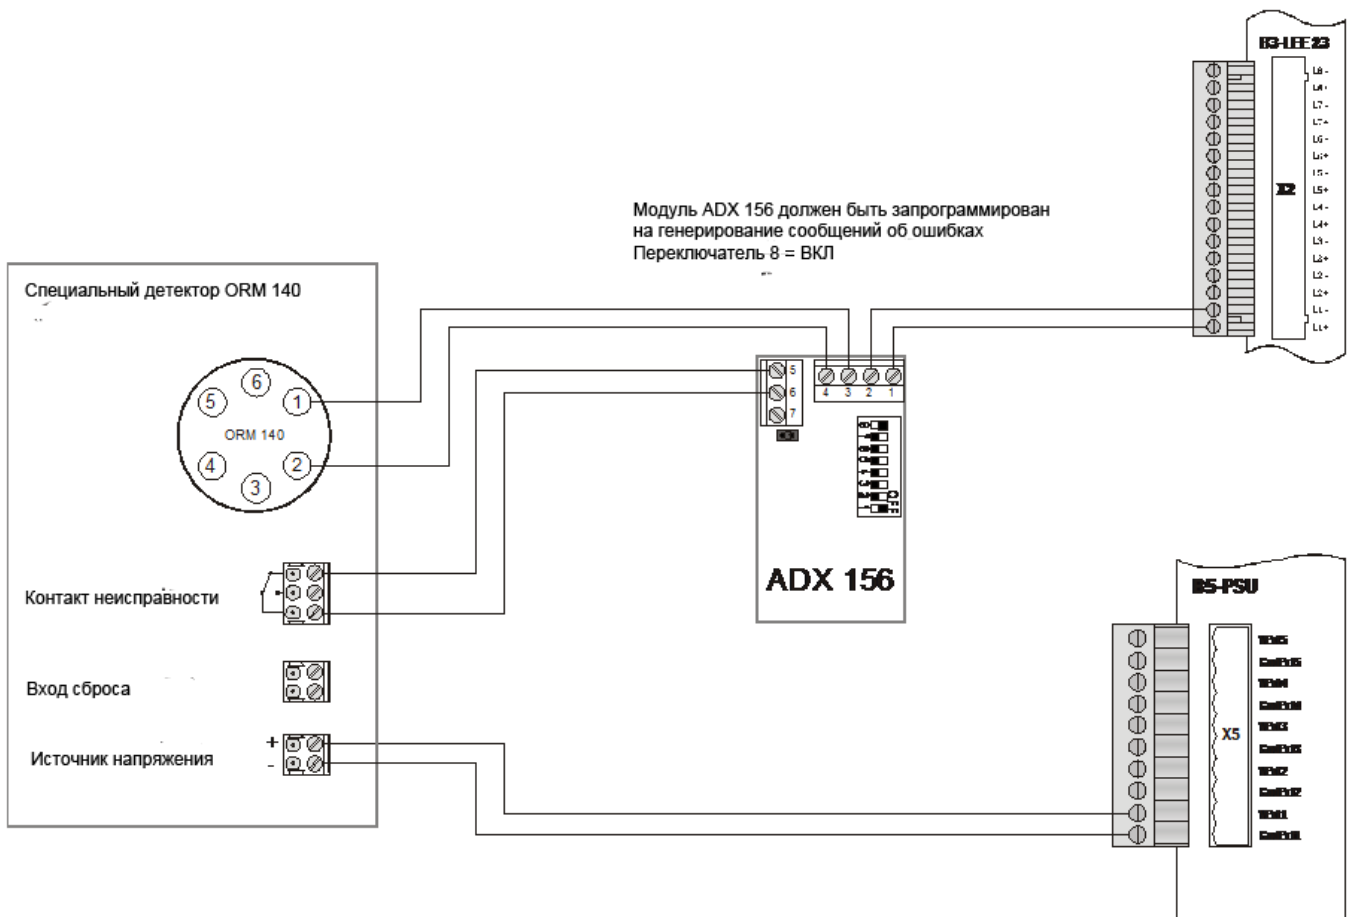 B3-LEE23
L8 -
L8+
L7 -
L7+
L6 -
L6+
L5 -
L5+
L4 -
L4+
L3 -
L3+
L2 -
L2+
L1 -
L1+
X2
Модуль ADX 156 должен быть запрограммирован
на генерирование сообщений об ошибках
Переключатель 8 = ВКЛ
Специальный детектор ORM 140
6
5
1
ORM 140
4
2
3
5
6
7
4 3 2 1
ADX 156
Контакт неисправности
Вход сброса
Источник напряжения
+
-
B5-PSU
X5